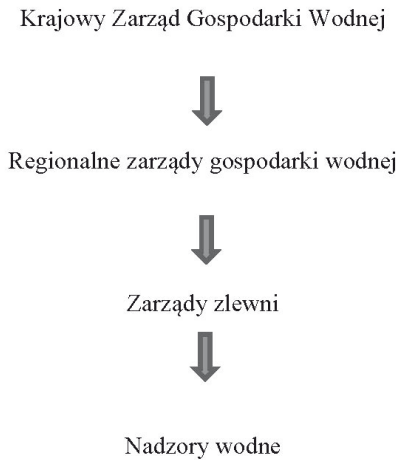 Krajowy Zarząd Gospodarki Wodnej
Regionalne zarządy gospodarki wodnej
Zarządy zlewni
Nadzory wodne